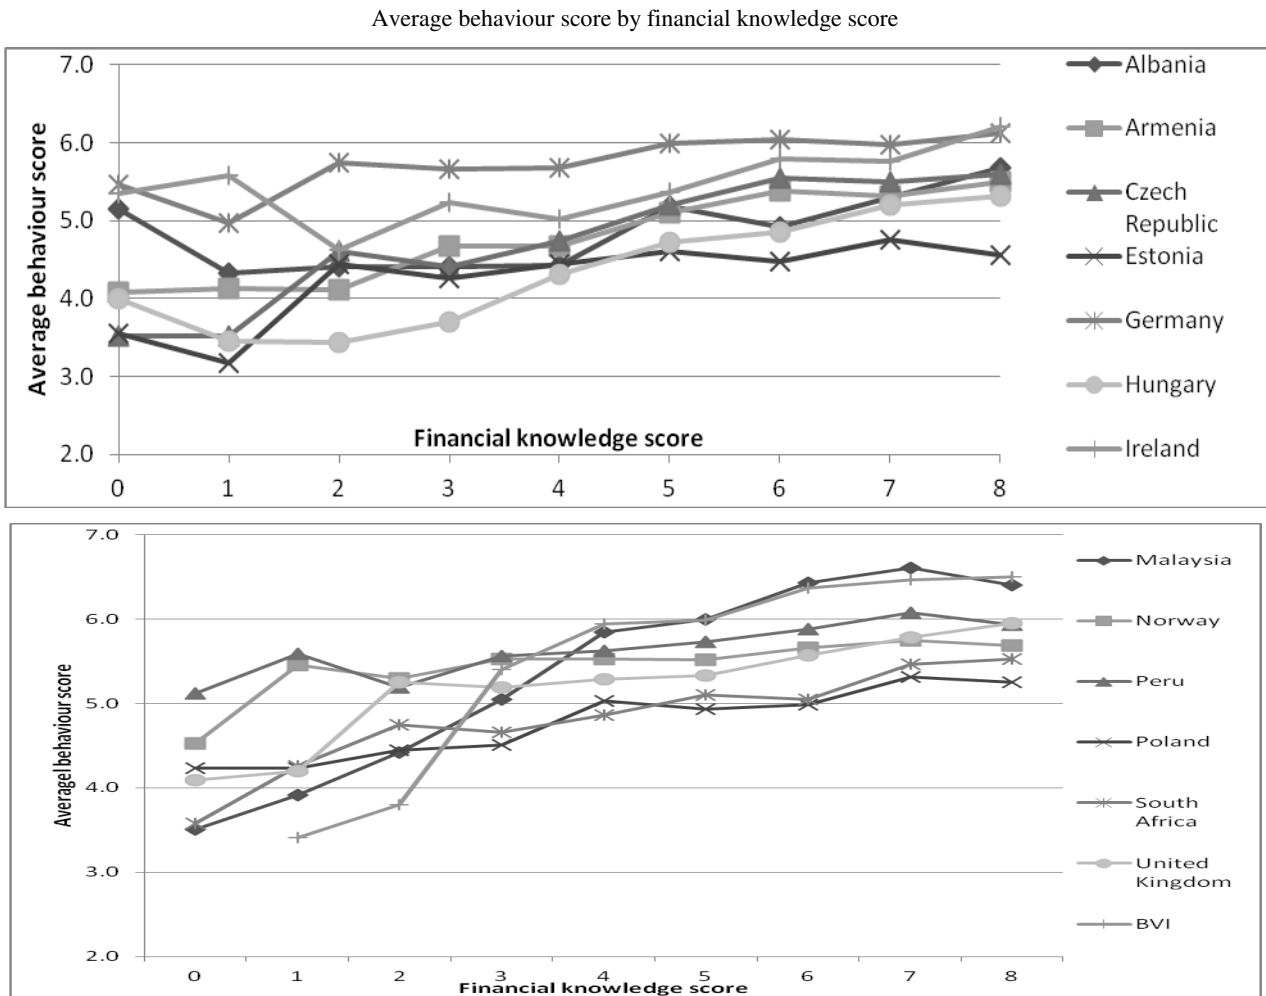 Average behaviour score by financial knowledge score
7.0
6.0
5.0
4.0
3.0
2.0
Average behaviour score
Financial knowledge score
0 1 2 3 4 5 6 7 8
Albania
Armenia
Czech
Republic
Estonia
Germany
Hungary
Ireland
7.0
6.0
5.0
4.0
3.0
2.0
Averagel behaviour score
0 1 2 3 4 5 6 7 8
Financial knowledge score
Malaysia
Norway
Peru
Poland
South
Africa
United
Kingdom
BVI